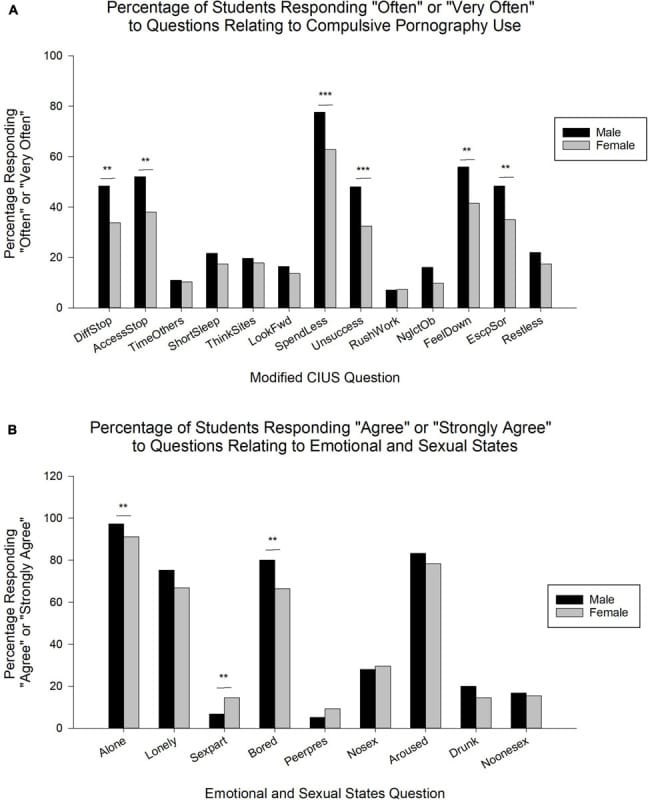 A
Percentage of Students Responding "Often" or "Very Often"
to Questions Relating to Compulsive Pornography Use
Percentage Responding
"Often" or "Very Often"
100
80
60
40
20
0
** ** *** *** ** **
Male
Female
DiffStop AccessStop TimeOthers ShortSleep ThinkSites LookFwd SpendLess Unsuccess RushWork NglctOb FeelDown EscpSor Restless
Modified CIUS Question
B
Percentage of Students Responding "Agree" or "Strongly Agree"
to Questions Relating to Emotional and Sexual States
Percentage Responding
"Agree" or "Strongly Agree"
120
100
80
60
40
20
0
** ** **
Male
Female
Alone Lonely Sexpart Bored Peerpres Nosex Aroused Drunk Noonesex
Emotional and Sexual States Question